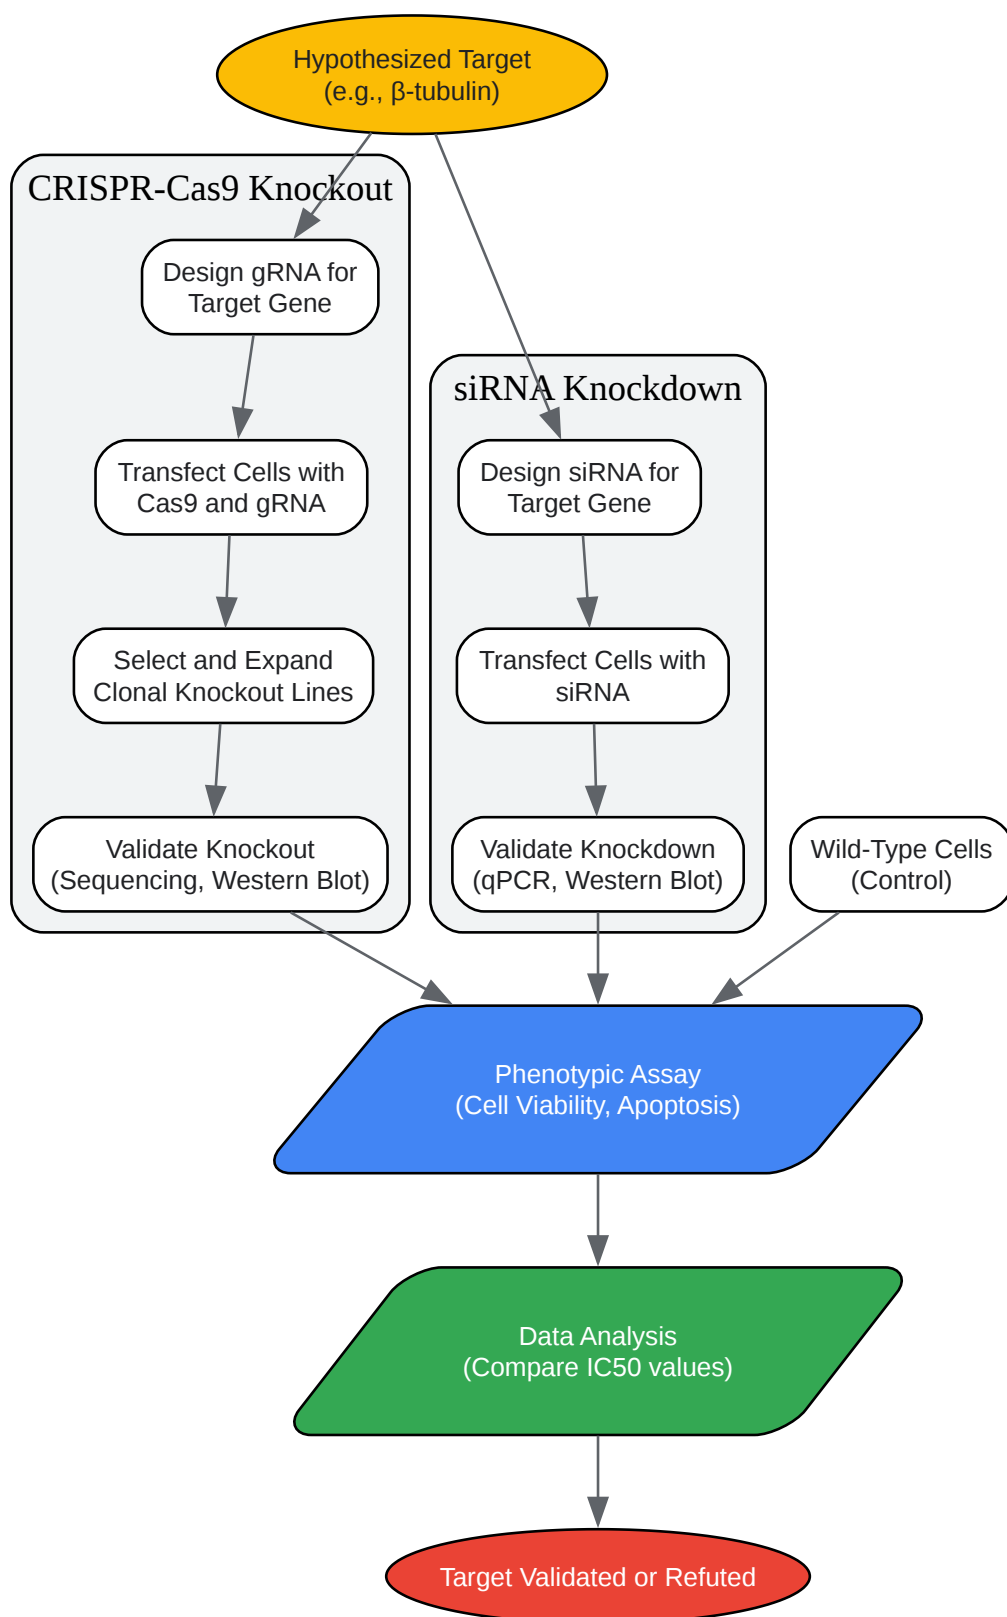 Hypothesized Target
(e.g., β-tubulin)
CRISPR-Cas9 Knockout
Design gRNA for
Target Gene
Transfect Cells with
Cas9 and gRNA
Select and Expand
Clonal Knockout Lines
Validate Knockout
(Sequencing, Western Blot)
siRNA Knockdown
Design siRNA for
Target Gene
Transfect Cells with
siRNA
Validate Knockdown
(qPCR, Western Blot)
Wild-Type Cells
(Control)
Phenotypic Assay
(Cell Viability, Apoptosis)
Data Analysis
(Compare IC50 values)
Target Validated or Refuted